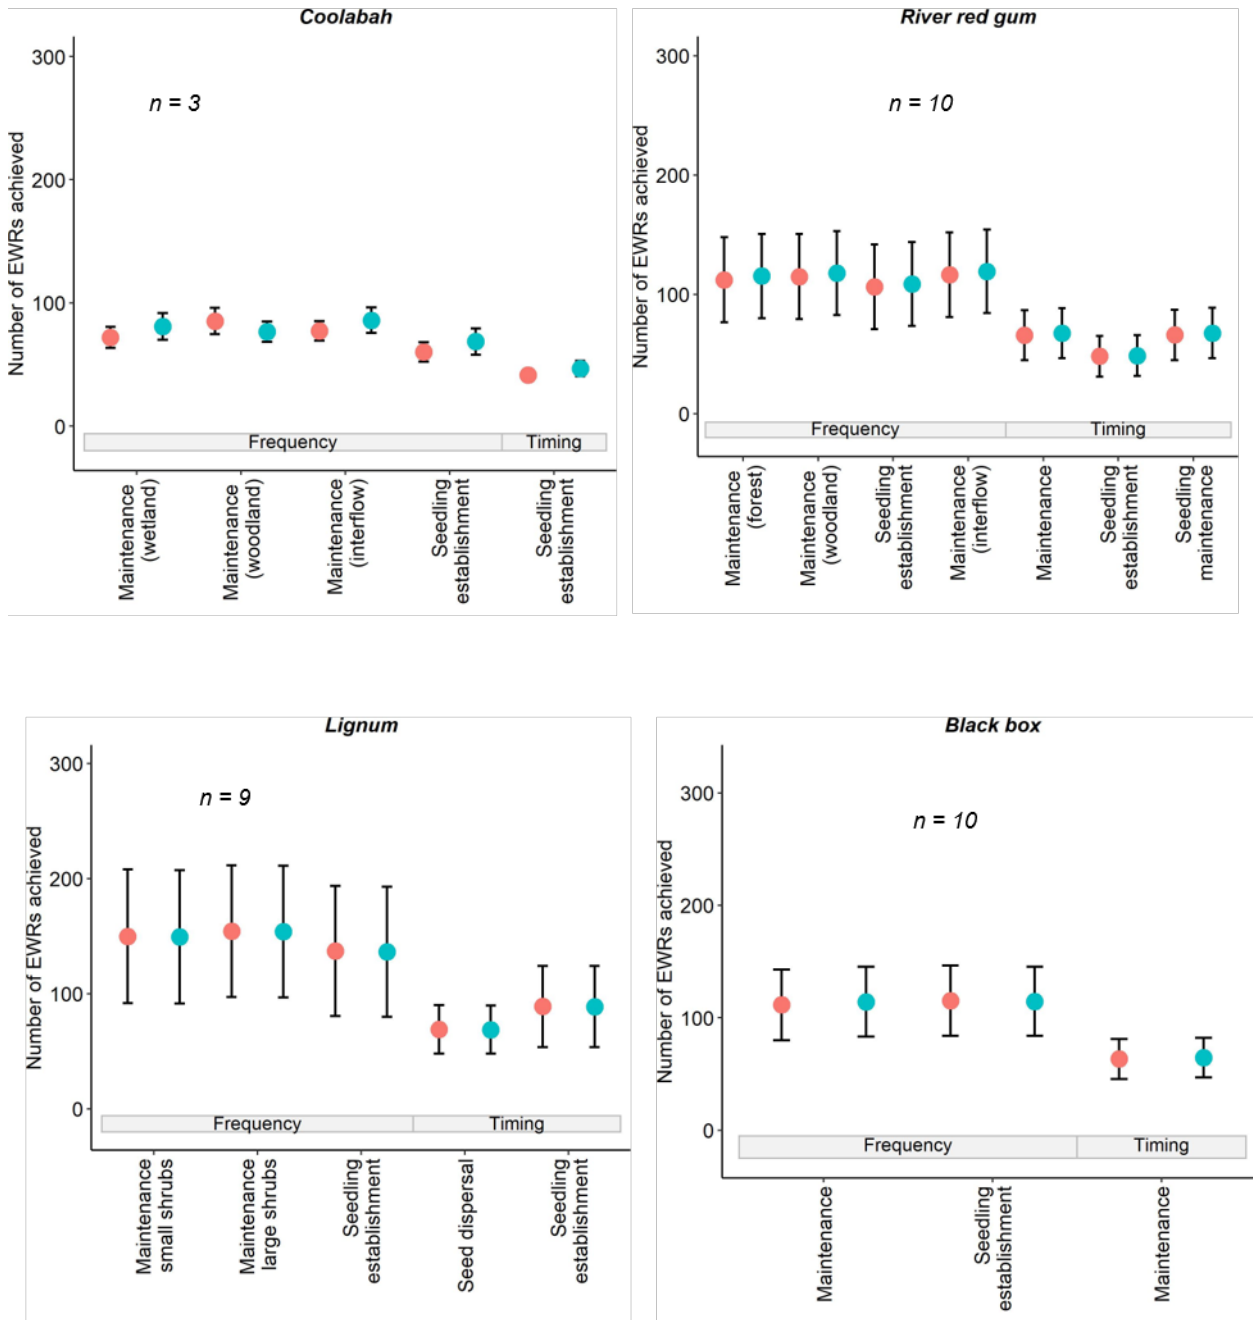 Coolabah
300
200
100
0
Number of EWRs achieved
n = 3
Frequency
Timing
Maintenance
(wetland)
Maintenance
(woodland)
Maintenance
(interflow)
Seedling
establishment
Seedling
establishment
River red gum
300
200
100
0
Number of EWRs achieved
n = 10
Frequency
Timing
Maintenance
(forest)
Maintenance
(woodland)
Seedling
establishment
Maintenance
(interflow)
Maintenance
Seedling
establishment
Seedling
maintenance
Lignum
300
200
100
0
Number of EWRs achieved
n = 9
Frequency
Timing
Maintenance
small shrubs
Maintenance
large shrubs
Seedling
establishment
Seed dispersal
Seedling
establishment
Black box
300
200
100
0
Number of EWRs achieved
n = 10
Frequency
Timing
Maintenance
Seedling
establishment
Maintenance